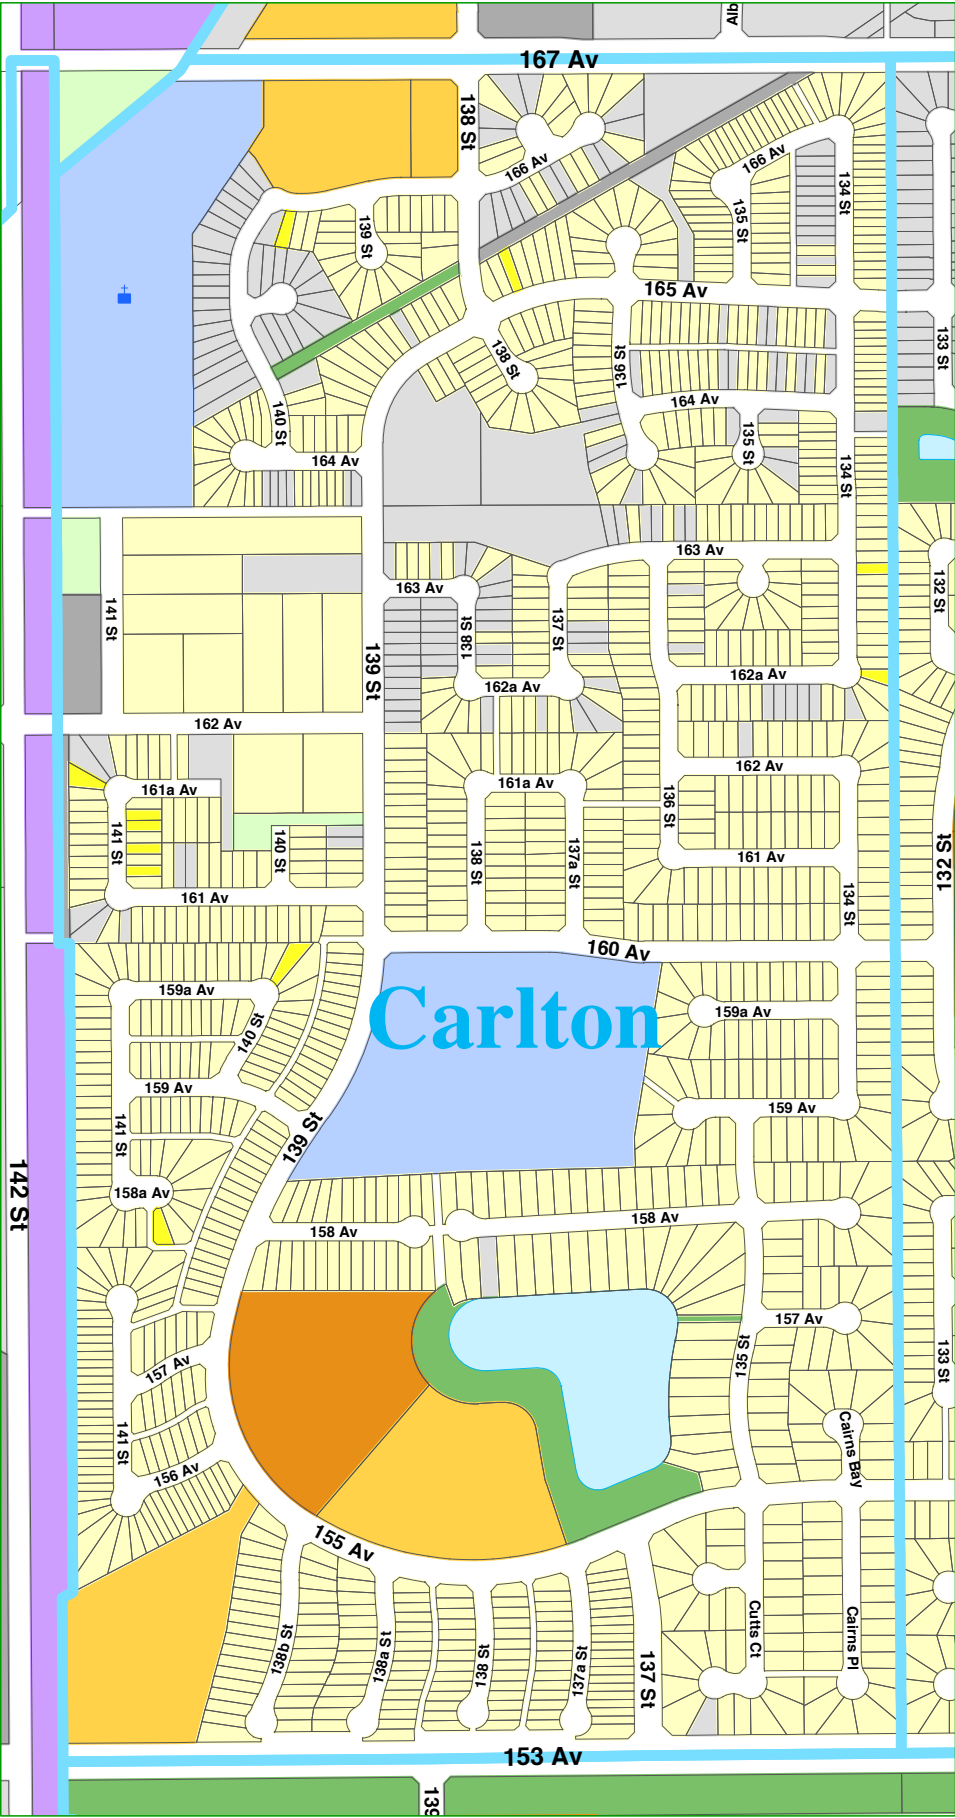 Alb
167 Av
138 St
166 Av
166 Av
134 St
135 St
139 St
165 Av
133 St
138 St
136 St
164 Av
140 St
135 St
164 Av
134 St
163 Av
163 Av
132 St
141 St
138 St
137 St
139 St
162a Av
162a Av
162 Av
162 Av
161a Av
161a Av
136 St
141 St
140 St
138 St
137a St
161 Av
132 St
161 Av
134 St
160 Av
159a Av
Carlton
159a Av
140 St
159 Av
159 Av
141 St
139 St
142 St
158a Av
158 Av
158 Av
157 Av
135 St
133 St
157 Av
141 St
Cairns Bay
156 Av
155 Av
138b St
138a St
138 St
137a St
137 St
Cutts Ct
Cairns Pl
153 Av
139